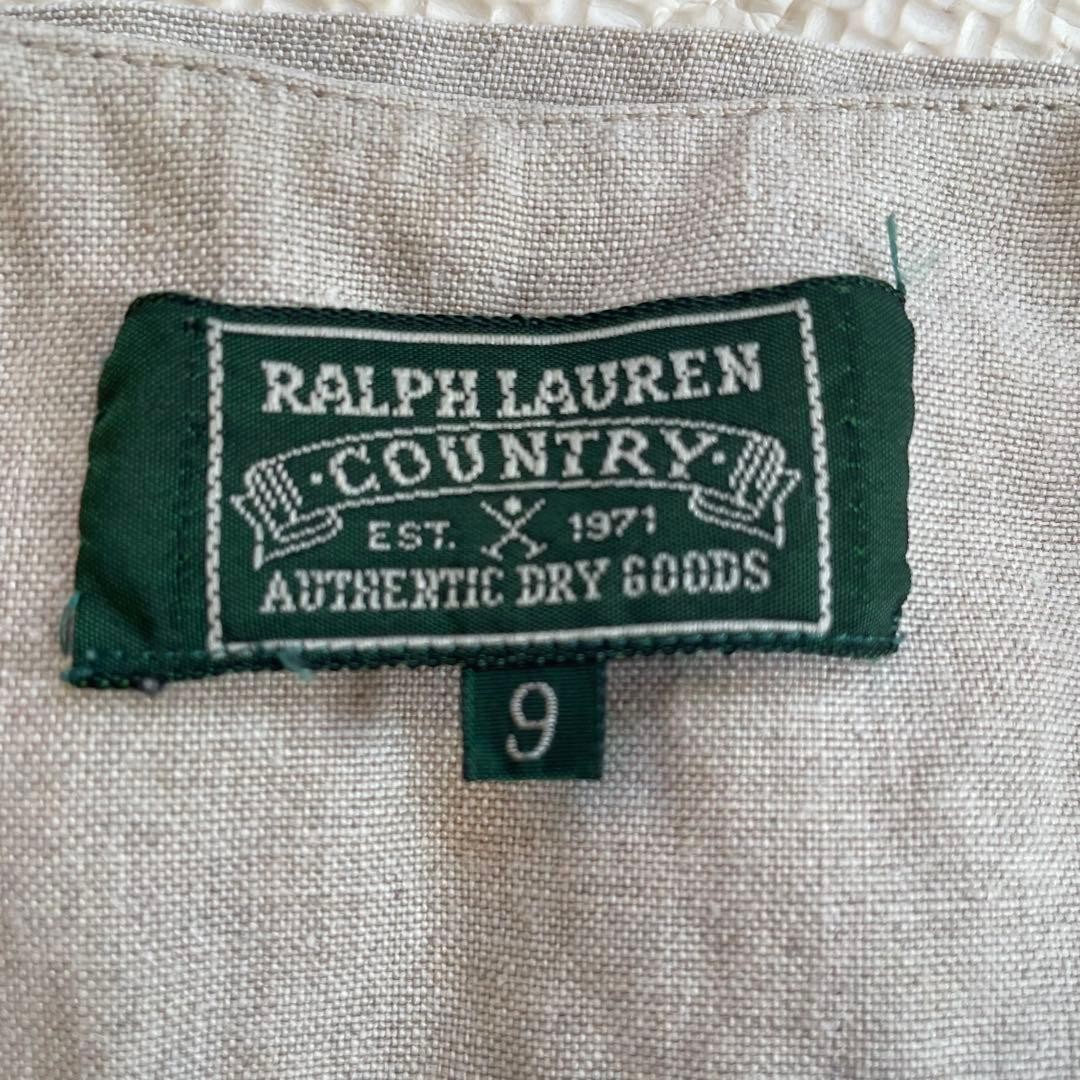 RALPH LAUREN
·COUNTRY·
EST. 1971
AUTHENTIC DRY GOODS
9